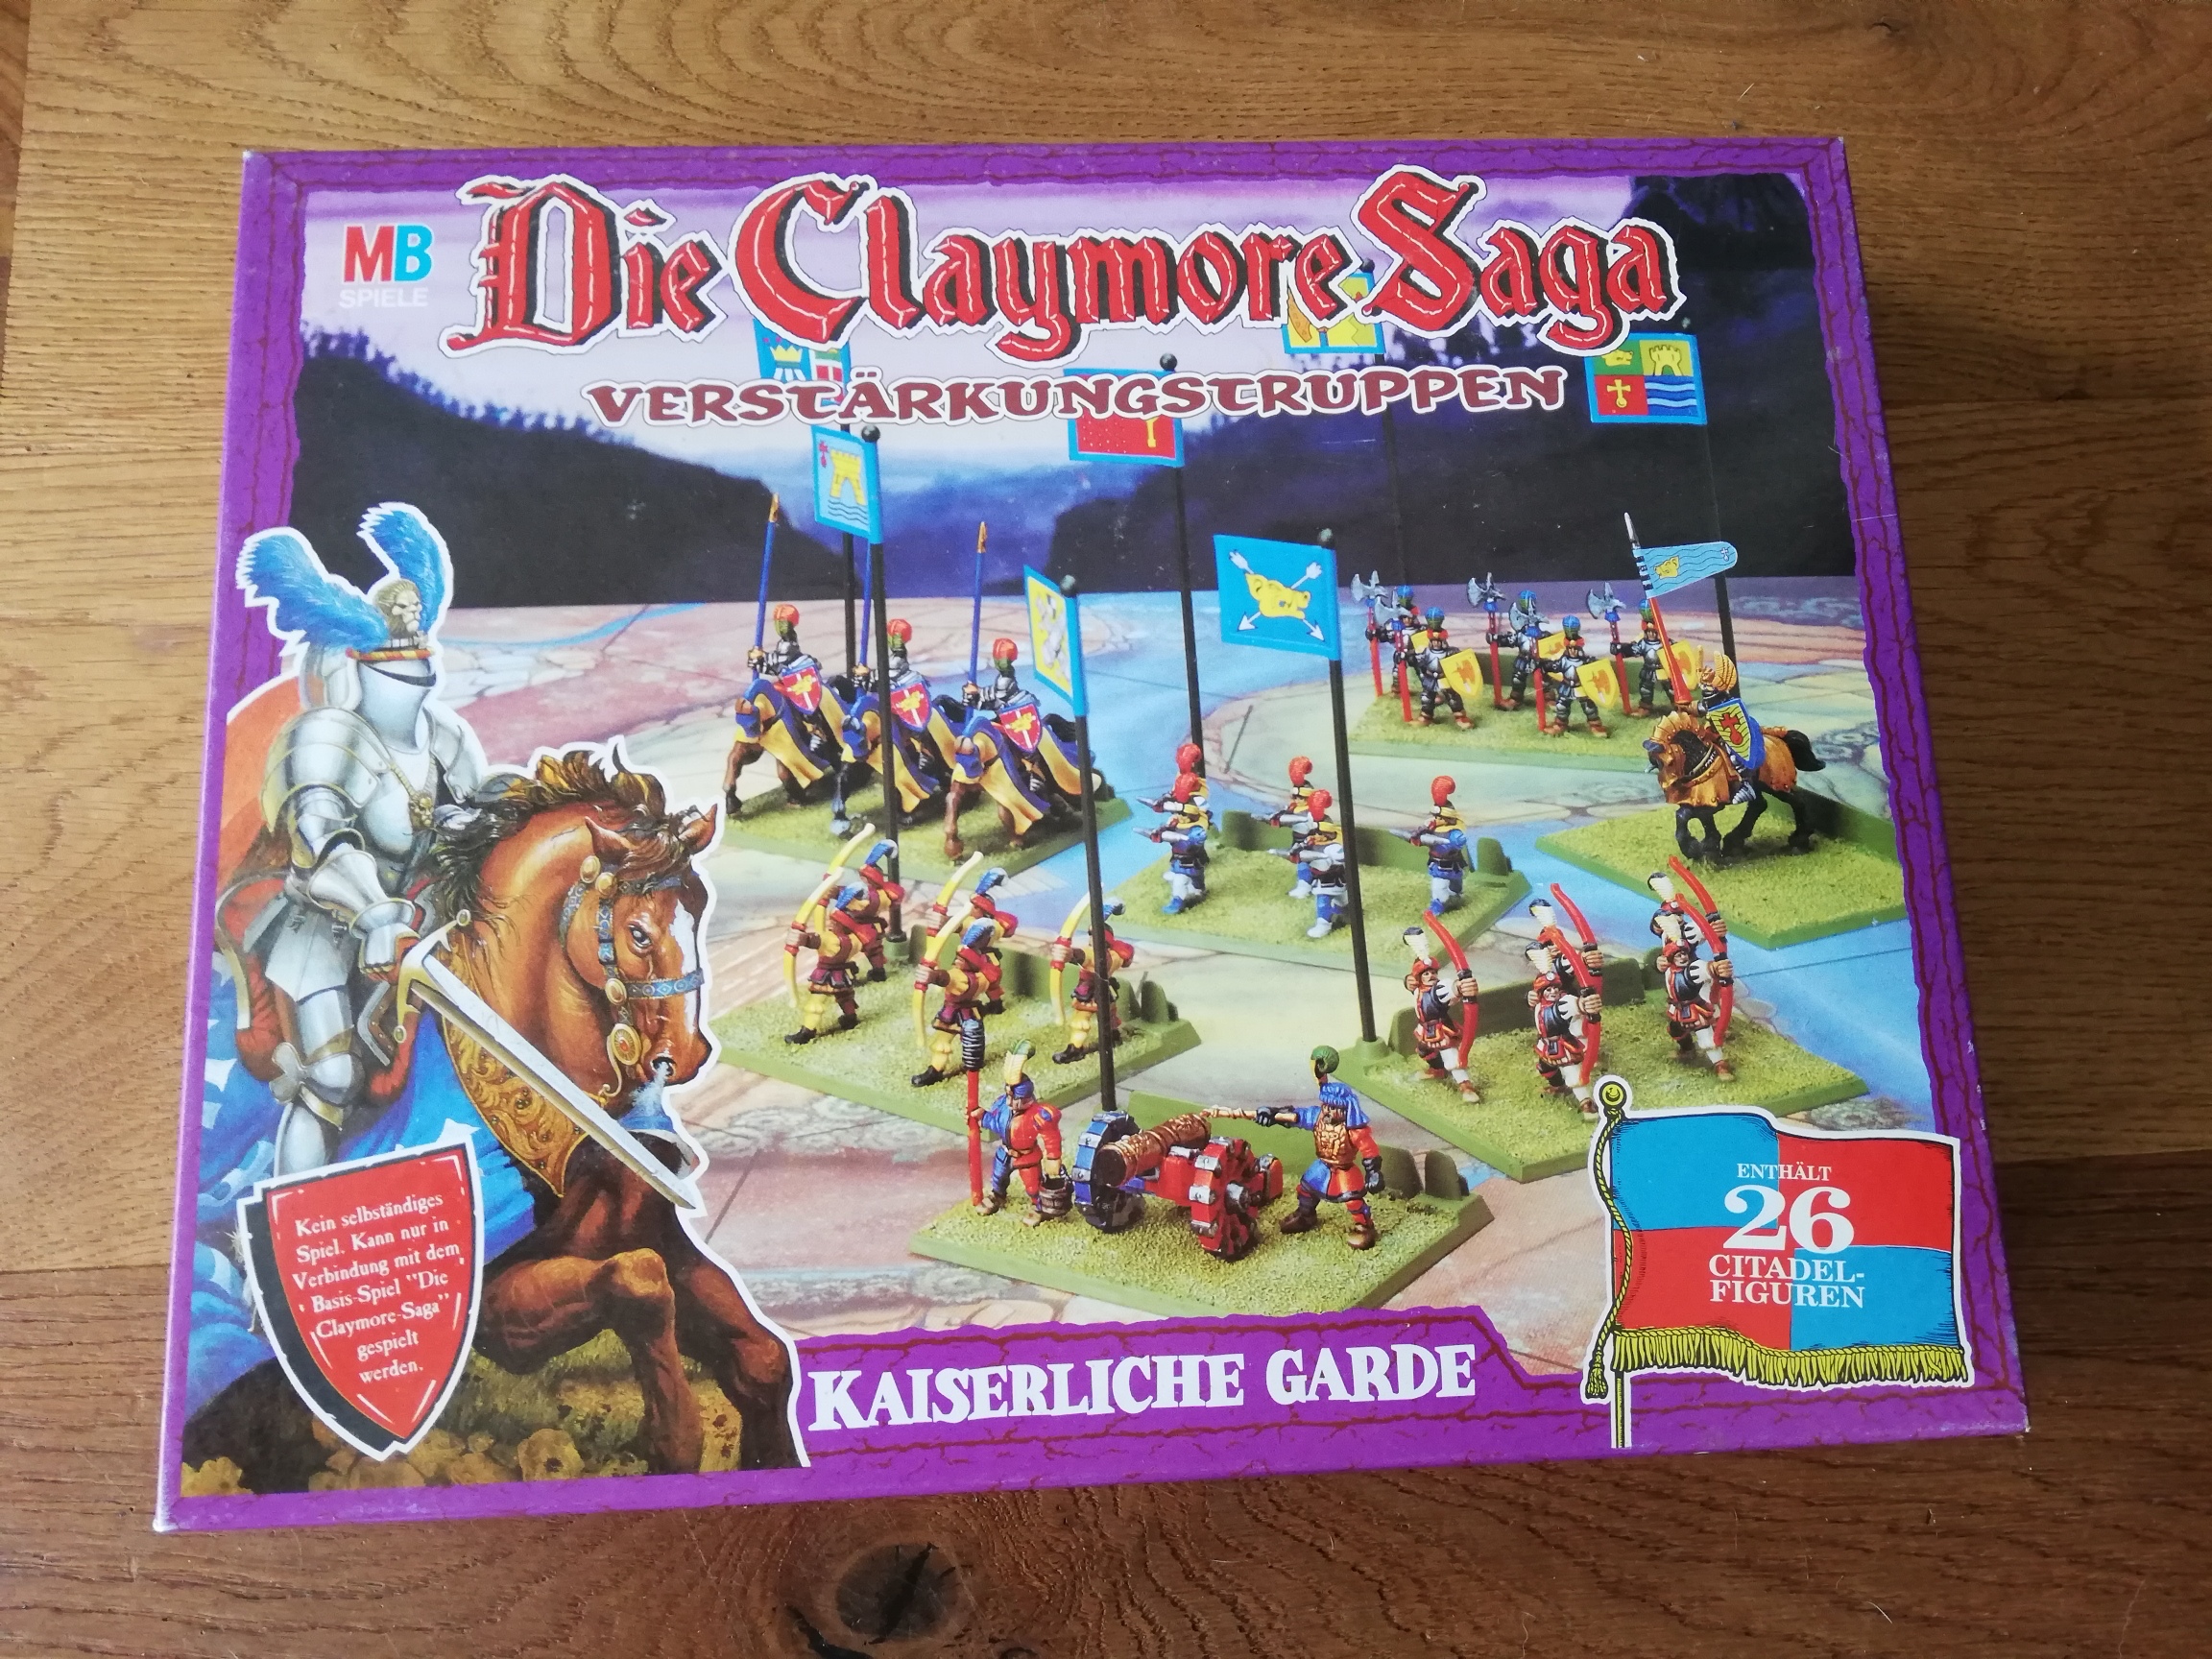 MB
SPIELE
Die Claymore Saga
VERSTÄRKUNGSTRUPPEN
Kein selbständiges
Spiel. Kann nur in
Verbindung mit dem
Basis-Spiel "Die
Claymore-Saga"
gespielt
werden.
KAISERLICHE GARDE
ENTHÄLT
26
CITADEL-
FIGUREN